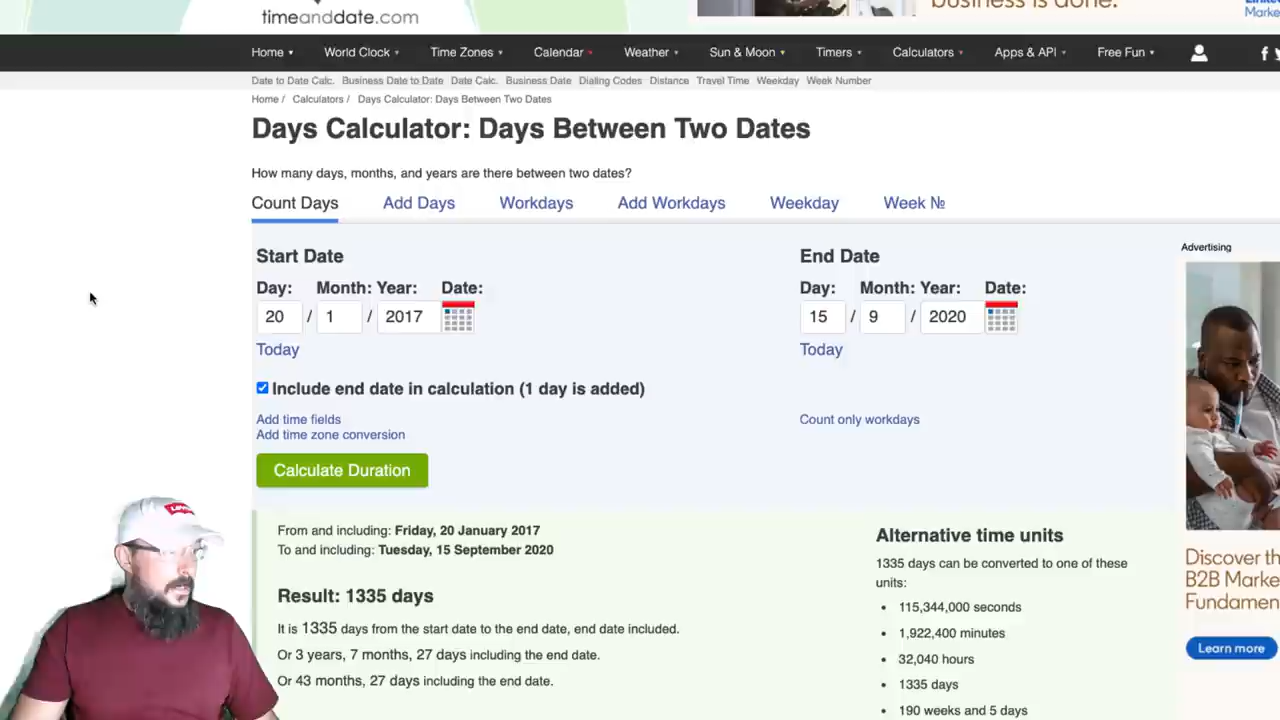 business is done.
Marke
timeanddate.com
Home World Clock Time Zones Calendar Weather Sun & Moon Timers Calculators Apps & API Free Fun
Date to Date Calc. Business Date to Date Date Calc. Business Date Dialing Codes Distance Travel Time Weekday Week Number
Home / Calculators / Days Calculator: Days Between Two Dates
Days Calculator: Days Between Two Dates
How many days, months, and years are there between two dates?
Count Days Add Days Workdays Add Workdays Weekday Week №
Advertising
Start Date End Date
Day: Month: Year: Date: Day: Month: Year: Date:
20 / 1 / 2017 15 / 9 / 2020
Today Today
Include end date in calculation (1 day is added)
Add time fields Count only workdays
Add time zone conversion
Calculate Duration
From and including: Friday, 20 January 2017
To and including: Tuesday, 15 September 2020
Result: 1335 days
It is 1335 days from the start date to the end date, end date included.
Or 3 years, 7 months, 27 days including the end date.
Or 43 months, 27 days including the end date.
Alternative time units
1335 days can be converted to one of these
units:
• 115,344,000 seconds
• 1,922,400 minutes
• 32,040 hours
• 1335 days
• 190 weeks and 5 days
Discover th
B2B Marke
Fundamen
Learn more